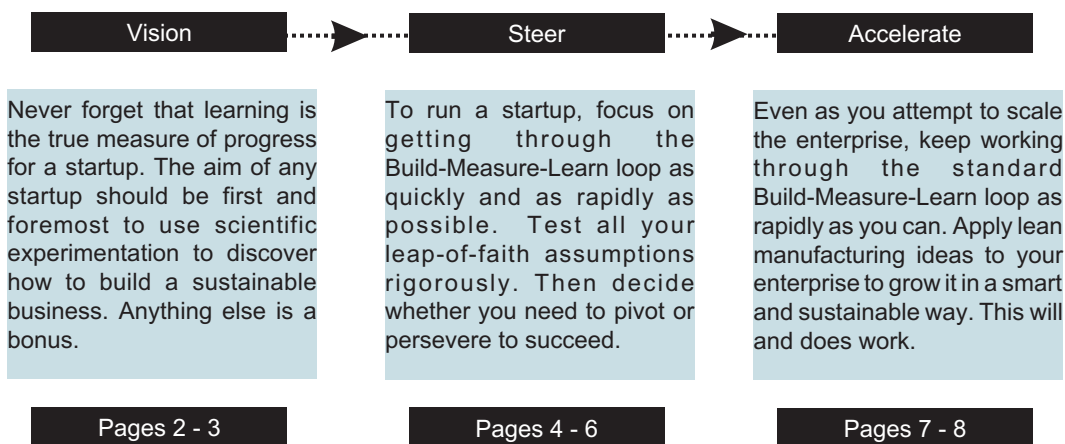 Vision
Steer
Accelerate
Never forget that learning is
the true measure of progress
for a startup. The aim of any
startup should be first and
foremost to use scientific
experimentation to discover
how to build a sustainable
business. Anything else is a
bonus.
To run a startup, focus on
getting through the
Build-Measure-Learn loop as
quickly and as rapidly as
possible. Test all your
leap-of-faith assumptions
rigorously. Then decide
whether you need to pivot or
persevere to succeed.
Even as you attempt to scale
the enterprise, keep working
through the standard
Build-Measure-Learn loop as
rapidly as you can. Apply lean
manufacturing ideas to your
enterprise to grow it in a smart
and sustainable way. This will
and does work.
Pages 2 - 3
Pages 4 - 6
Pages 7 - 8